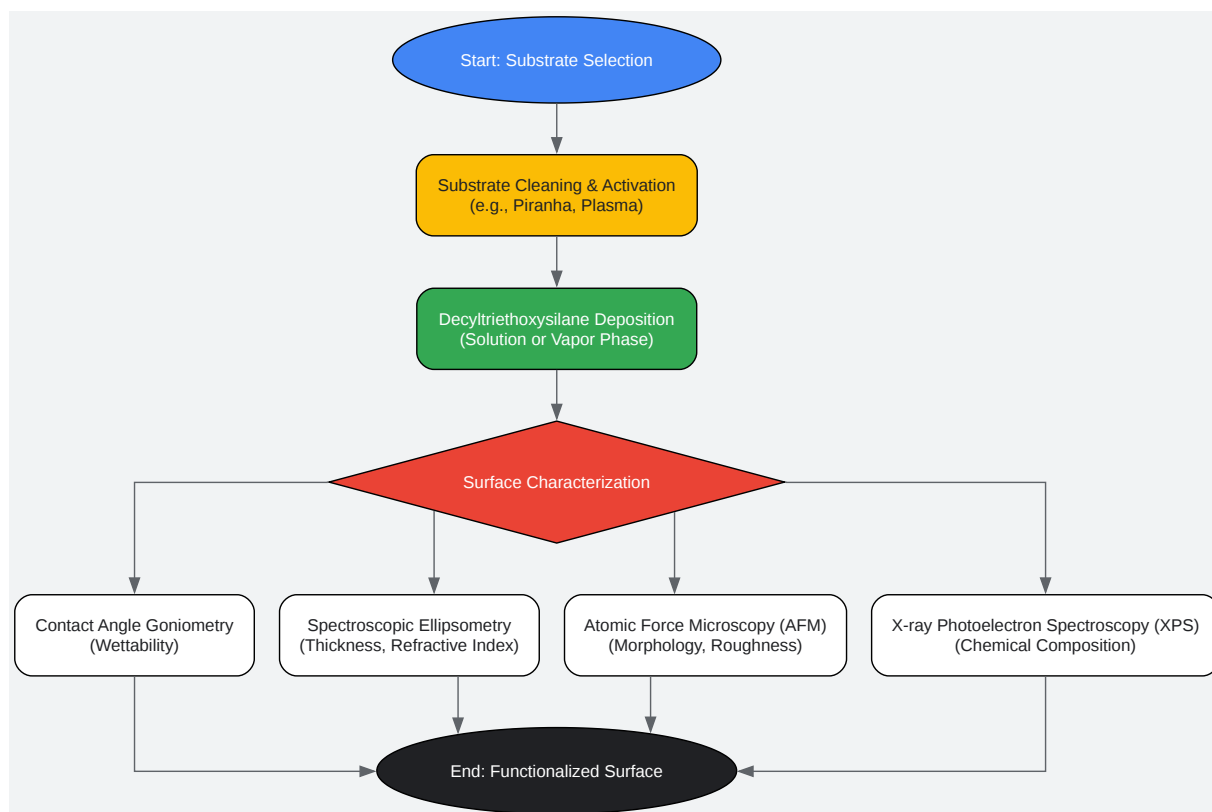 Start: Substrate Selection
Substrate Cleaning & Activation
(e.g., Piranha, Plasma)
Decyltriethoxysilane Deposition
(Solution or Vapor Phase)
Surface Characterization
Contact Angle Goniometry
(Wettability)
Spectroscopic Ellipsometry
(Thickness, Refractive Index)
Atomic Force Microscopy (AFM)
(Morphology, Roughness)
X-ray Photoelectron Spectroscopy (XPS)
(Chemical Composition)
End: Functionalized Surface